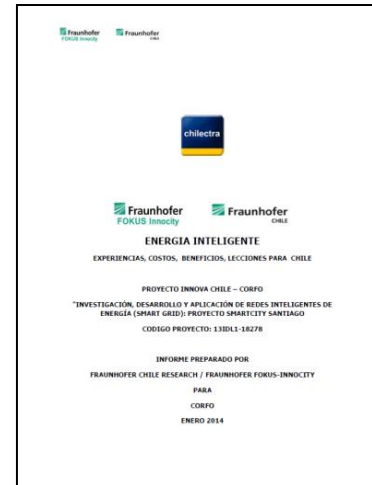 Fraunhofer
FOKUS Innocity
Fraunhofer
CHILE
chilectra
Fraunhofer
FOKUS Innocity
Fraunhofer
CHILE
ENERGIA INTELIGENTE
EXPERIENCIAS, COSTOS, BENEFICIOS, LECCIONES PARA CHILE
PROYECTO INNOVA CHILE – CORFO
"INVESTIGACIÓN, DESARROLLO Y APLICACIÓN DE REDES INTELIGENTES DE
ENERGÍA (SMART GRID): PROYECTO SMARTCITY SANTIAGO
CODIGO PROYECTO: 13IDL1-18278
INFORME PREPARADO POR
FRAUNHOFER CHILE RESEARCH / FRAUNHOFER FOKUS-INNOCITY
PARA
CORFO
ENERO 2014